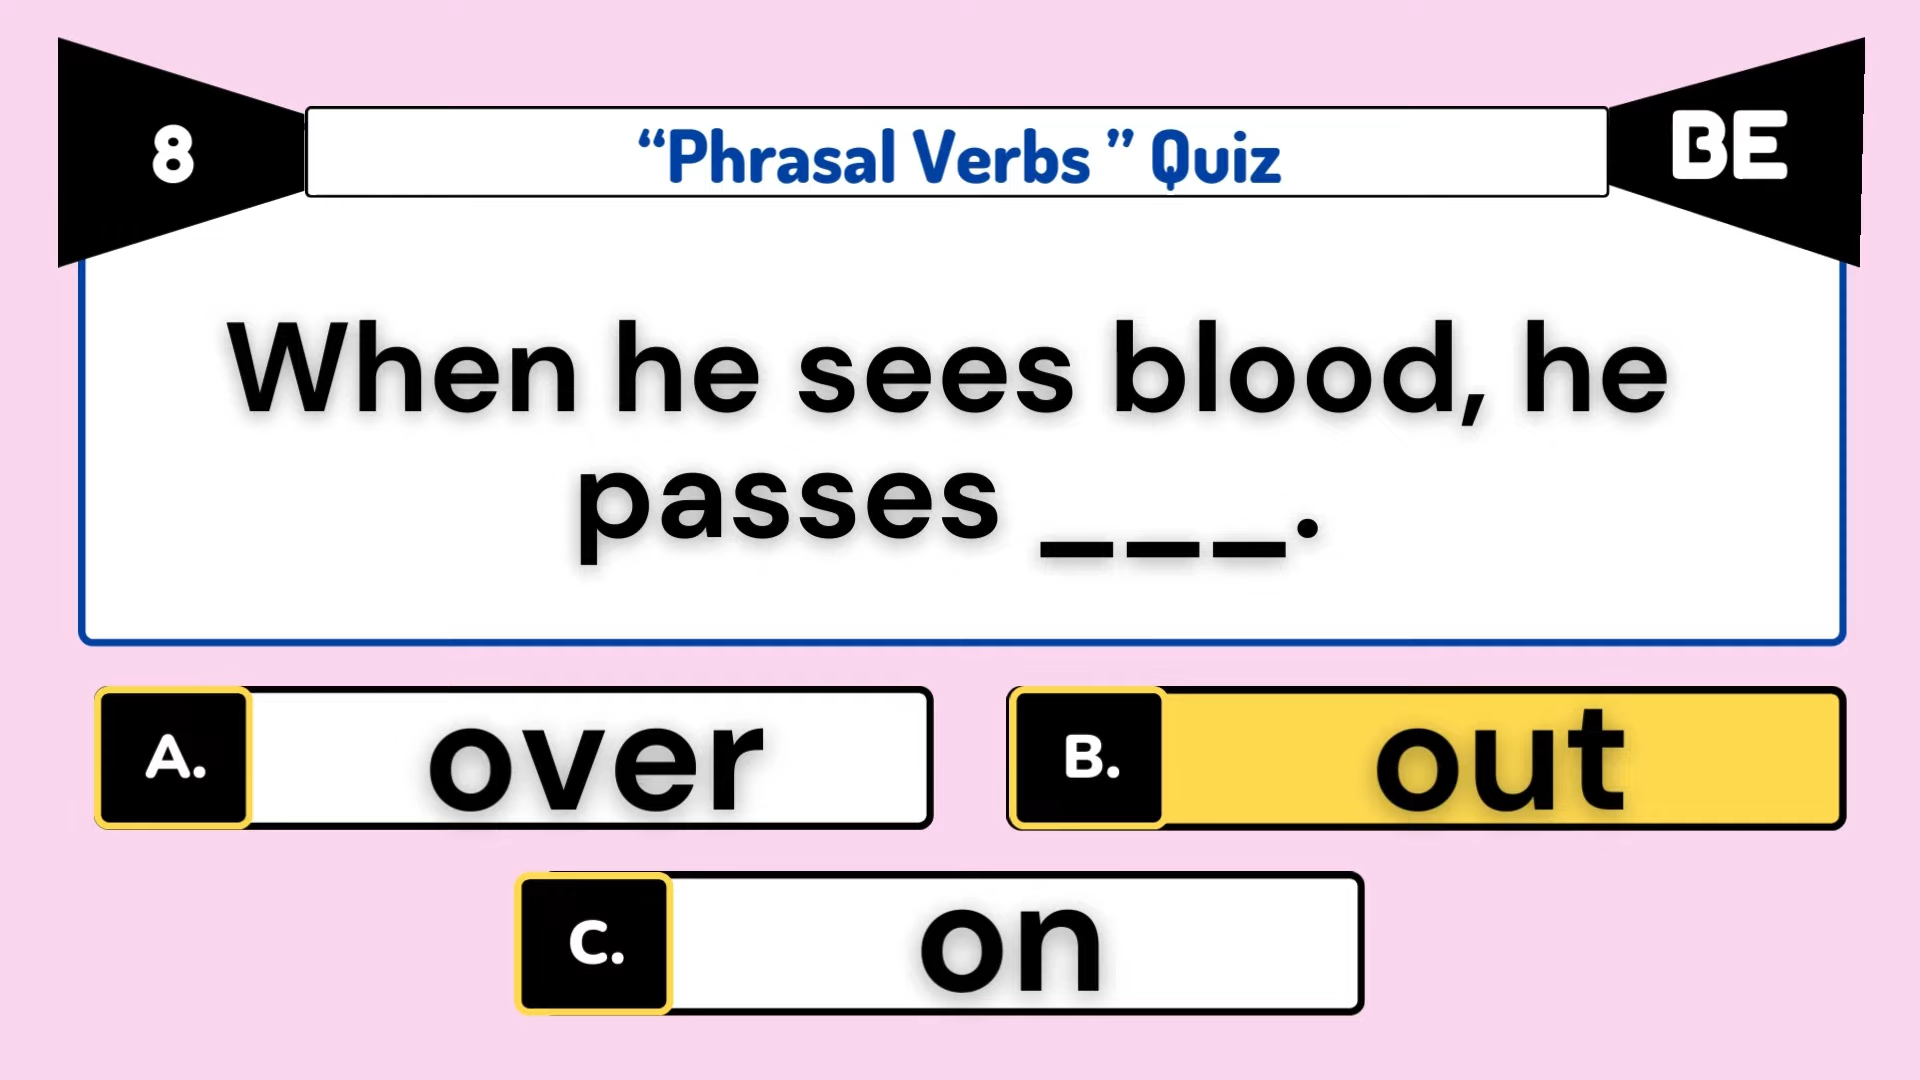 8
“Phrasal Verbs ” Quiz
BE
When he sees blood, he
passes ___.
A. over
B. out
C. on